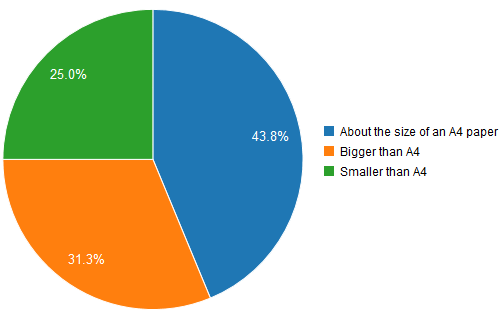 25.0%
43.8%
31.3%
About the size of an A4 paper
Bigger than A4
Smaller than A4